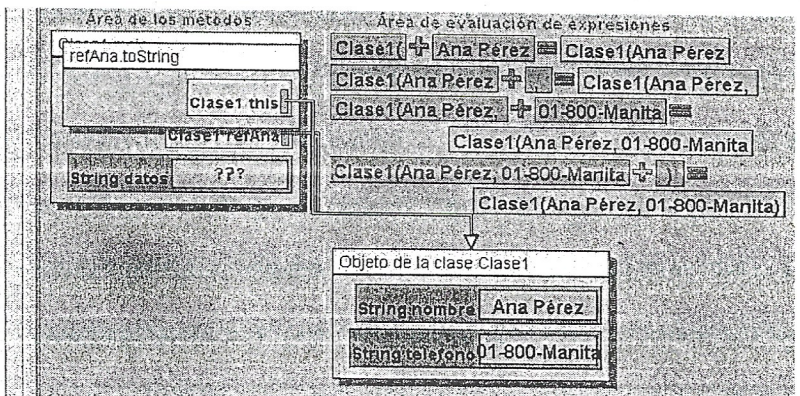 Área de los métodos
refAna.toString
Clase1 this
Clase1 refAna
String datos ???
Área de evaluación de expresiones
Clase1( + Ana Pérez = Clase1(Ana Pérez
Clase1(Ana Pérez + , = Clase1(Ana Pérez,
Clase1(Ana Pérez, + 01-800-Manita =
Clase1(Ana Pérez, 01-800-Manita
Clase1(Ana Pérez, 01-800-Manita + ) =
Clase1(Ana Pérez, 01-800-Manita)
Objeto de la clase Clase1
String nombre Ana Pérez
String telefono 01-800-Manita